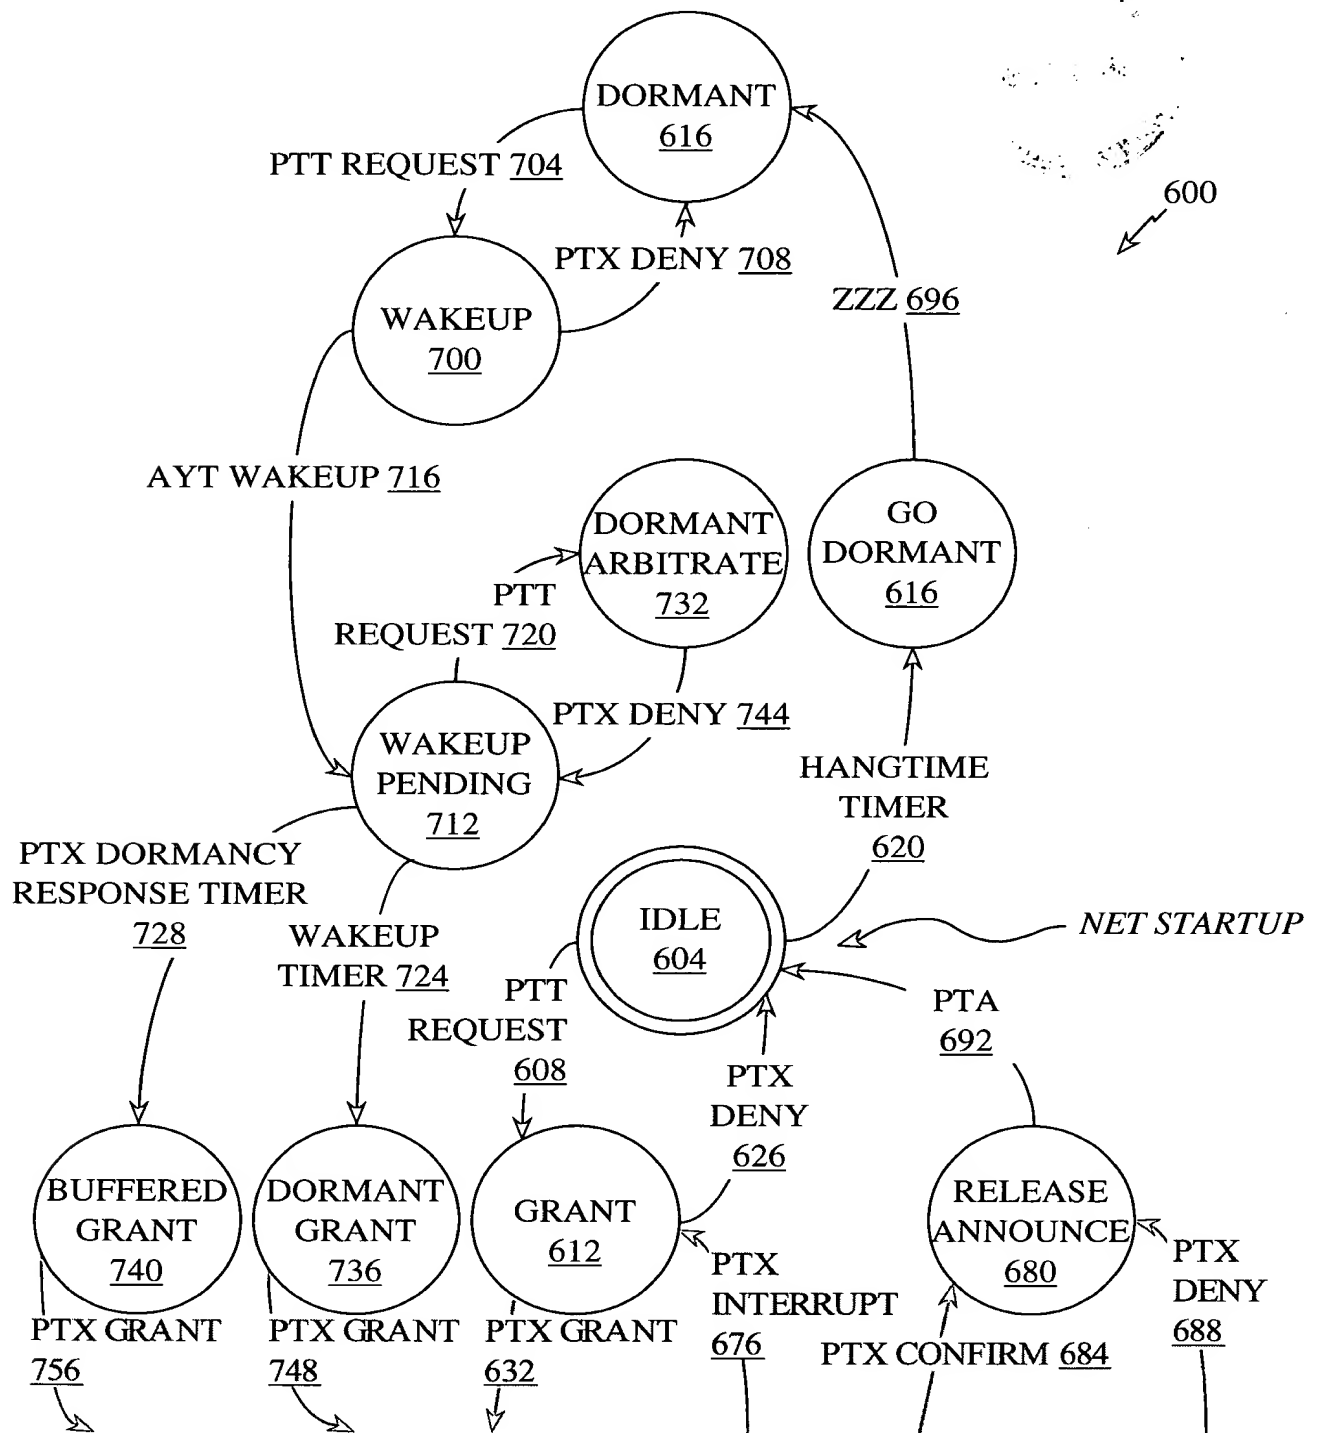 DORMANT
616
PTT REQUEST 704
600
PTX DENY 708
ZZZ 696
WAKEUP
700
AYT WAKEUP 716
DORMANT
ARBITRATE
732
GO
DORMANT
616
PTT
REQUEST 720
PTX DENY 744
WAKEUP
PENDING
712
HANGTIME
TIMER
620
PTX DORMANCY
RESPONSE TIMER
728
WAKEUP
TIMER 724
IDLE
604
NET STARTUP
PTT
REQUEST
608
PTA
692
PTX
DENY
626
BUFFERED
GRANT
740
DORMANT
GRANT
736
GRANT
612
RELEASE
ANNOUNCE
680
PTX
INTERRUPT
676
PTX
DENY
688
PTX GRANT
756
PTX GRANT
748
PTX GRANT
632
PTX CONFIRM 684